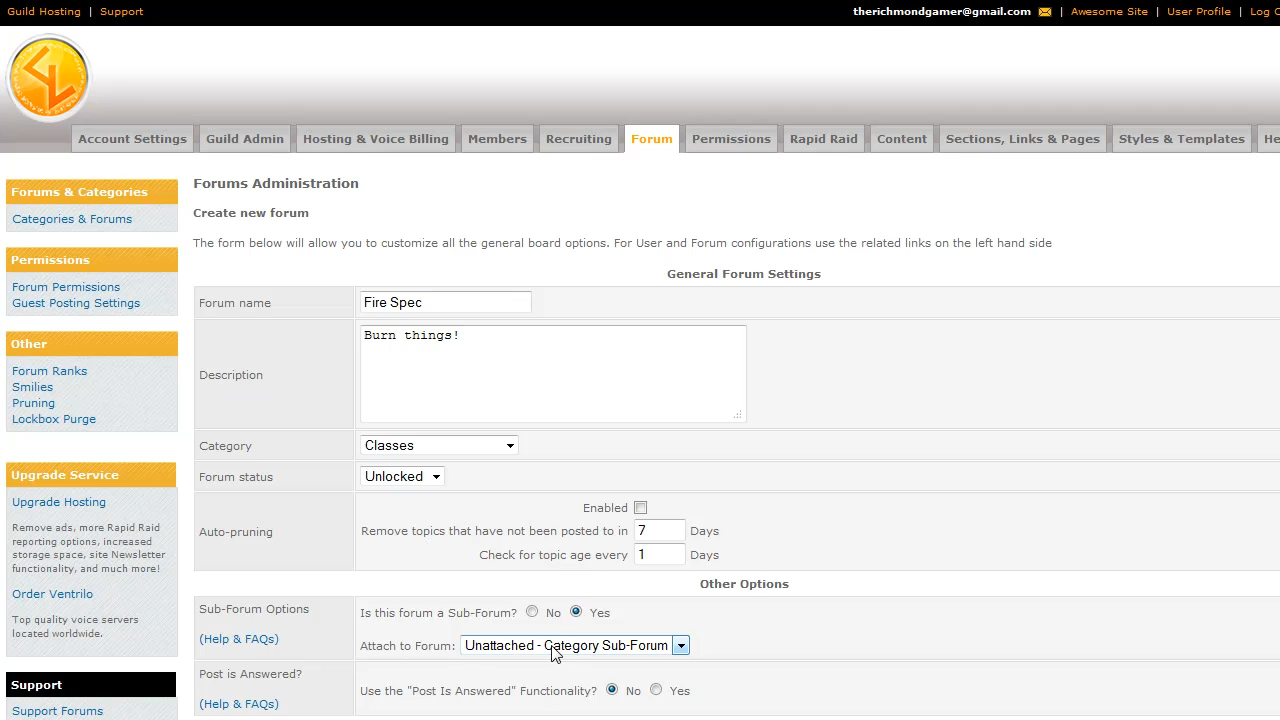 Guild Hosting | Support
therichmondgamer@gmail.com | Awesome Site | User Profile | Log
Account Settings Guild Admin Hosting & Voice Billing Members Recruiting Forum Permissions Rapid Raid Content Sections, Links & Pages Styles & Templates He
Forums & Categories
Categories & Forums
Permissions
Forum Permissions
Guest Posting Settings
Other
Forum Ranks
Smilies
Pruning
Lockbox Purge
Upgrade Service
Upgrade Hosting
Remove ads, more Rapid Raid
reporting options, increased
storage space, site Newsletter
functionality, and much more!
Order Ventrilo
Top quality voice servers
located worldwide.
Support
Support Forums
Forums Administration
Create new forum
The form below will allow you to customize all the general board options. For User and Forum configurations use the related links on the left hand side
General Forum Settings
Forum name Fire Spec
Description Burn things!
Category Classes
Forum status Unlocked
Auto-pruning
Enabled
Remove topics that have not been posted to in 7 Days
Check for topic age every 1 Days
Other Options
Sub-Forum Options
(Help & FAQs)
Is this forum a Sub-Forum? No Yes
Attach to Forum: Unattached - Category Sub-Forum
Post is Answered?
(Help & FAQs)
Use the "Post Is Answered" Functionality? No Yes